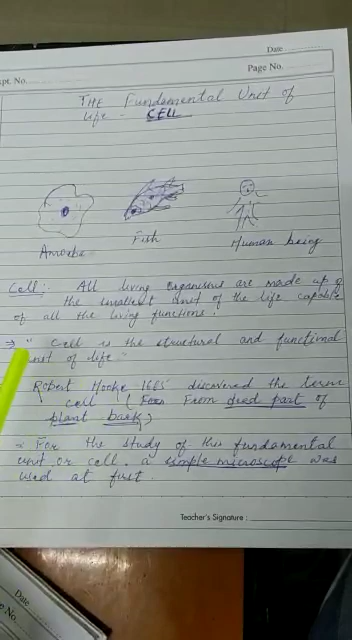 Date
Page No.
xpt. No.
THE Fundamental Unit of
Life - CELL
Amoeba
Fish
Human being
Cell:- All living organisms are made up of
the smallest unit of the life capable
of all the living functions.
→ " Cell is the structural and functional
unit of life "
Robert Hooke 1665 discovered the term
cell ( From dead part of
plant bark )
→ For the study of this fundamental
unit or cell. a simple microscope was
used at first.
Teacher's Signature :
Date
No.